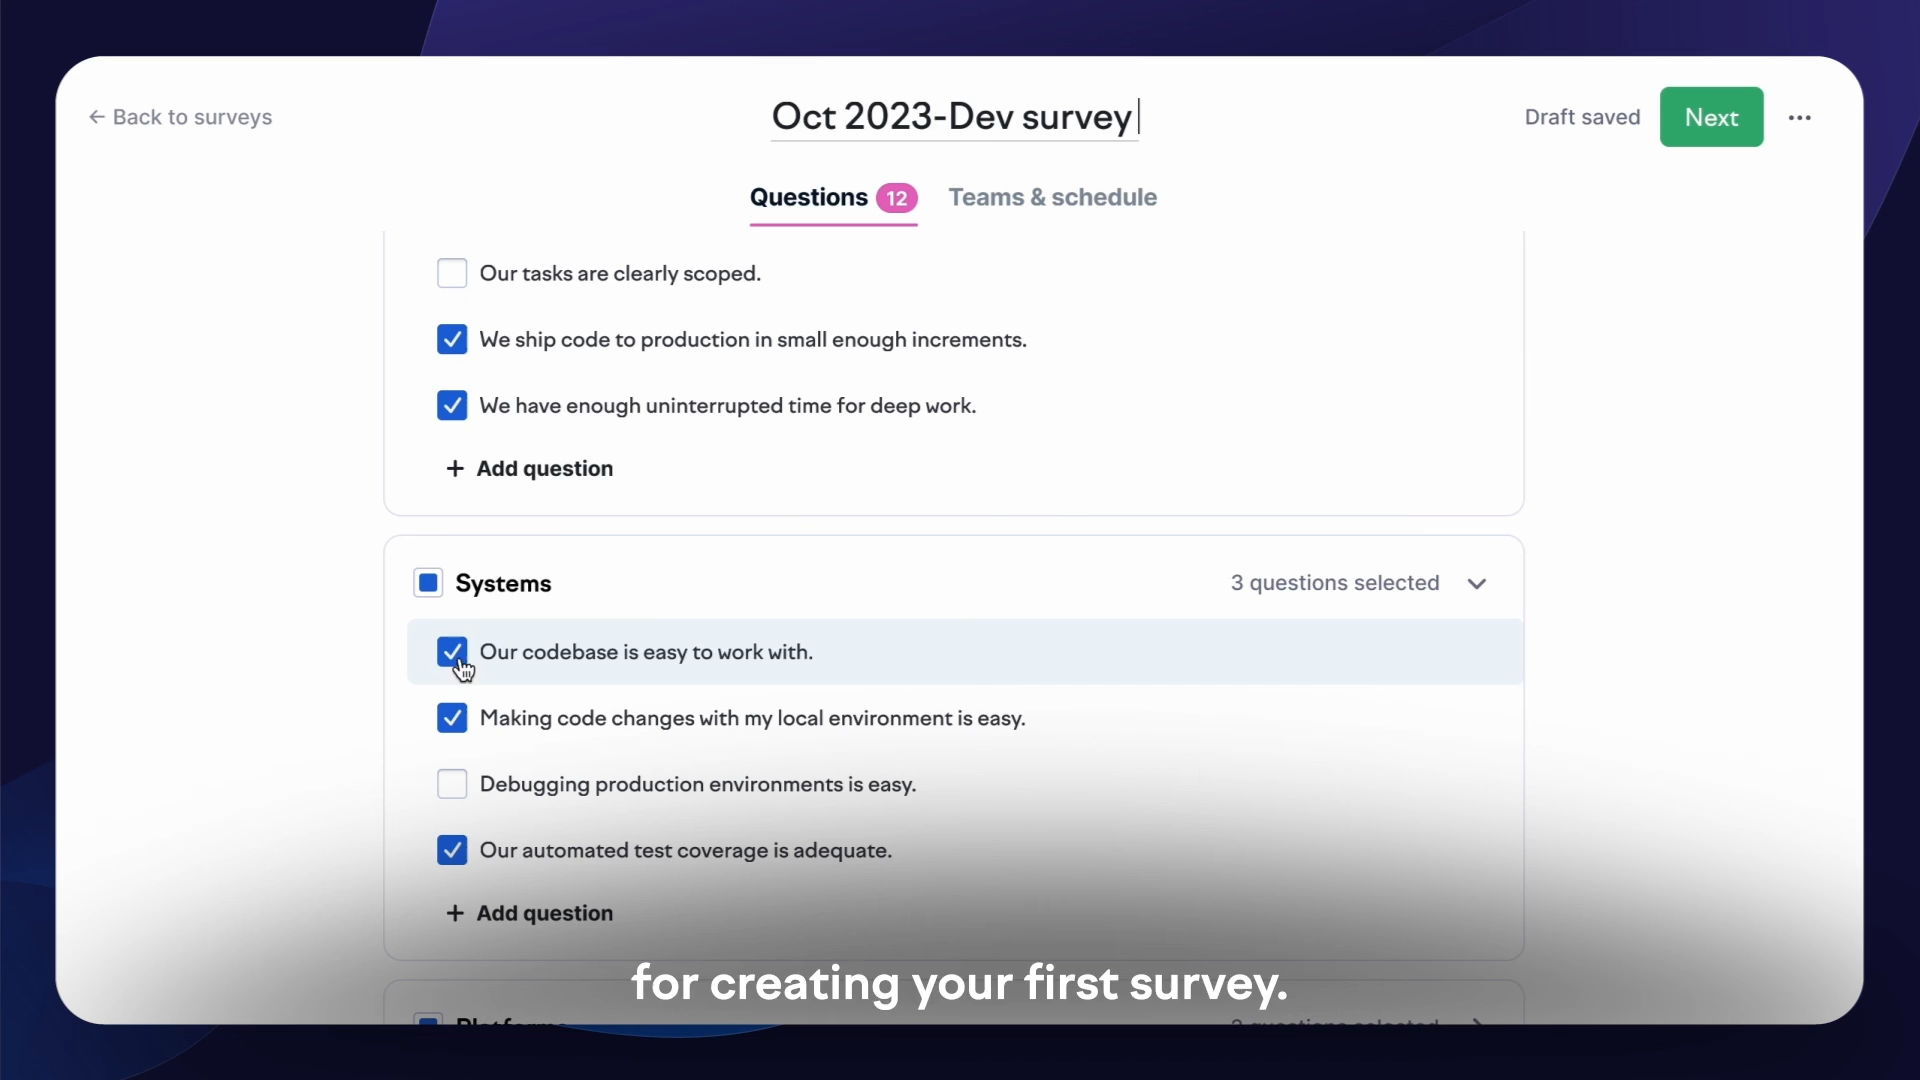 ← Back to surveys
Oct 2023-Dev survey
Draft saved
Next
Questions 12
Teams & schedule
Our tasks are clearly scoped.
We ship code to production in small enough increments.
We have enough uninterrupted time for deep work.
+ Add question
Systems
3 questions selected
Our codebase is easy to work with.
Making code changes with my local environment is easy.
Debugging production environments is easy.
Our automated test coverage is adequate.
+ Add question
for creating your first survey.
questions selected